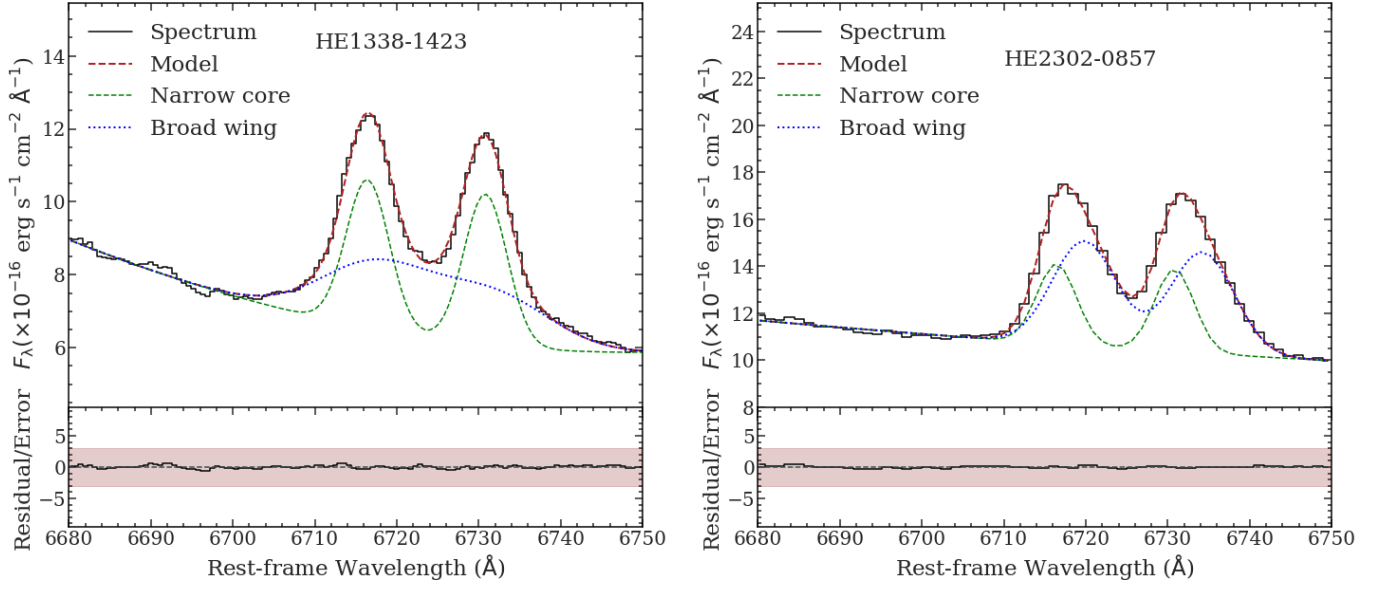 HE1338-1423
Spectrum
Model
Narrow core
Broad wing
14
12
10
8
6
F_λ(×10⁻¹⁶ erg s⁻¹ cm⁻² Å⁻¹)
5
0
−5
Residual/Error
6680 6690 6700 6710 6720 6730 6740 6750
Rest-frame Wavelength (Å)
HE2302-0857
Spectrum
Model
Narrow core
Broad wing
24
22
20
18
16
14
12
10
8
F_λ(×10⁻¹⁶ erg s⁻¹ cm⁻² Å⁻¹)
5
0
−5
Residual/Error
6680 6690 6700 6710 6720 6730 6740 6750
Rest-frame Wavelength (Å)